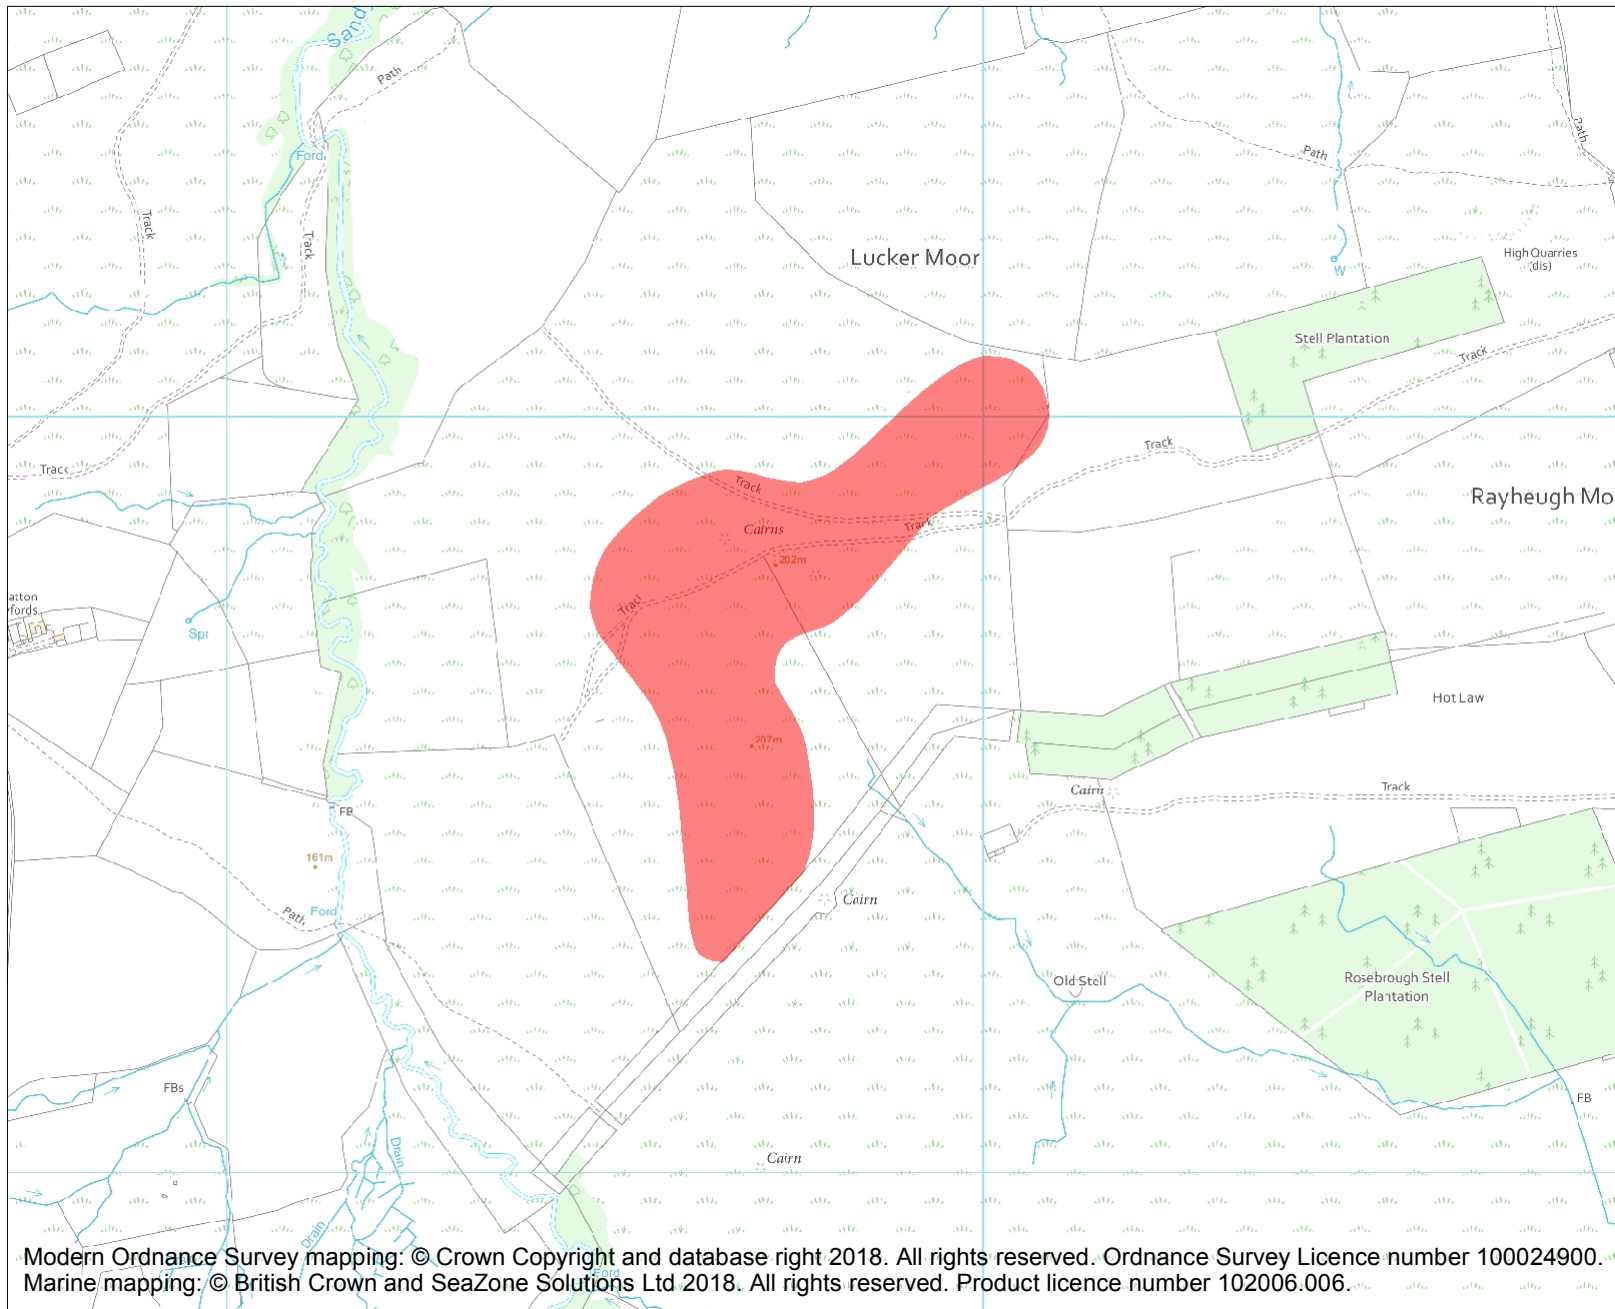 Sand
Path
Ford
Track
Track
Path
Path
Lucker Moor
W
High Quarries
(dis)
Stell Plantation
Track
Track
Track
Track
Cairns
Track
202m
Rayheugh Mo
atton
fords
Spr
Track
Hot Law
207m
Cairn
Track
FB
161m
Ford
Path
Cairn
Old Stell
Rosebrough Stell
Plantation
FBs
FB
Drain
Cairn
Drain
Ford
Modern Ordnance Survey mapping: © Crown Copyright and database right 2018. All rights reserved. Ordnance Survey Licence number 100024900.
Marine mapping: © British Crown and SeaZone Solutions Ltd 2018. All rights reserved. Product licence number 102006.006.